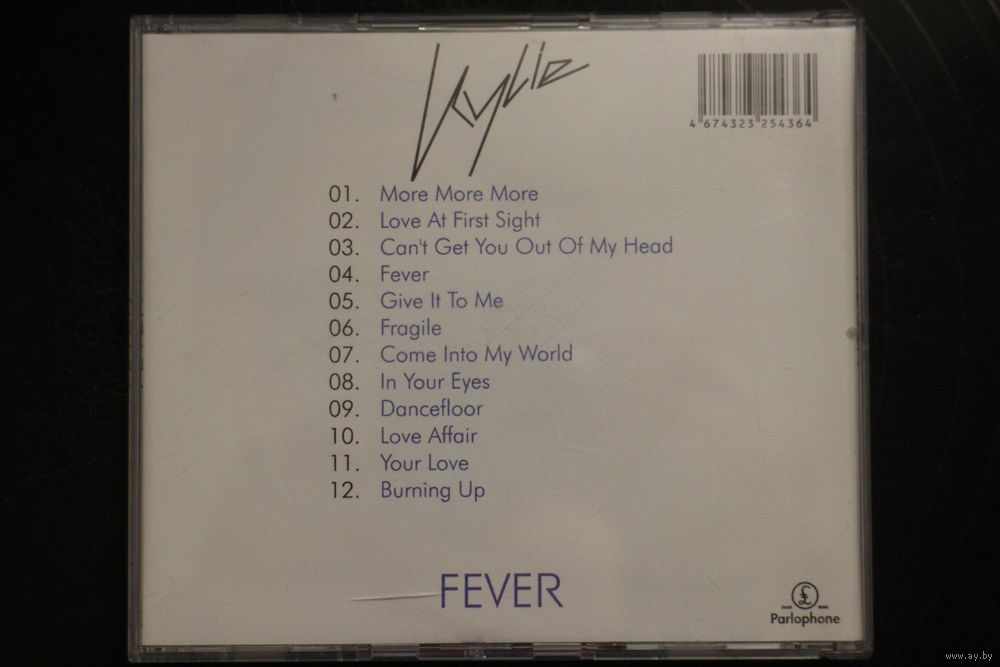 Kylie
4 674323 254364
01. More More More
02. Love At First Sight
03. Can't Get You Out Of My Head
04. Fever
05. Give It To Me
06. Fragile
07. Come Into My World
08. In Your Eyes
09. Dancefloor
10. Love Affair
11. Your Love
12. Burning Up
FEVER
£
Parlophone
www.ay.by